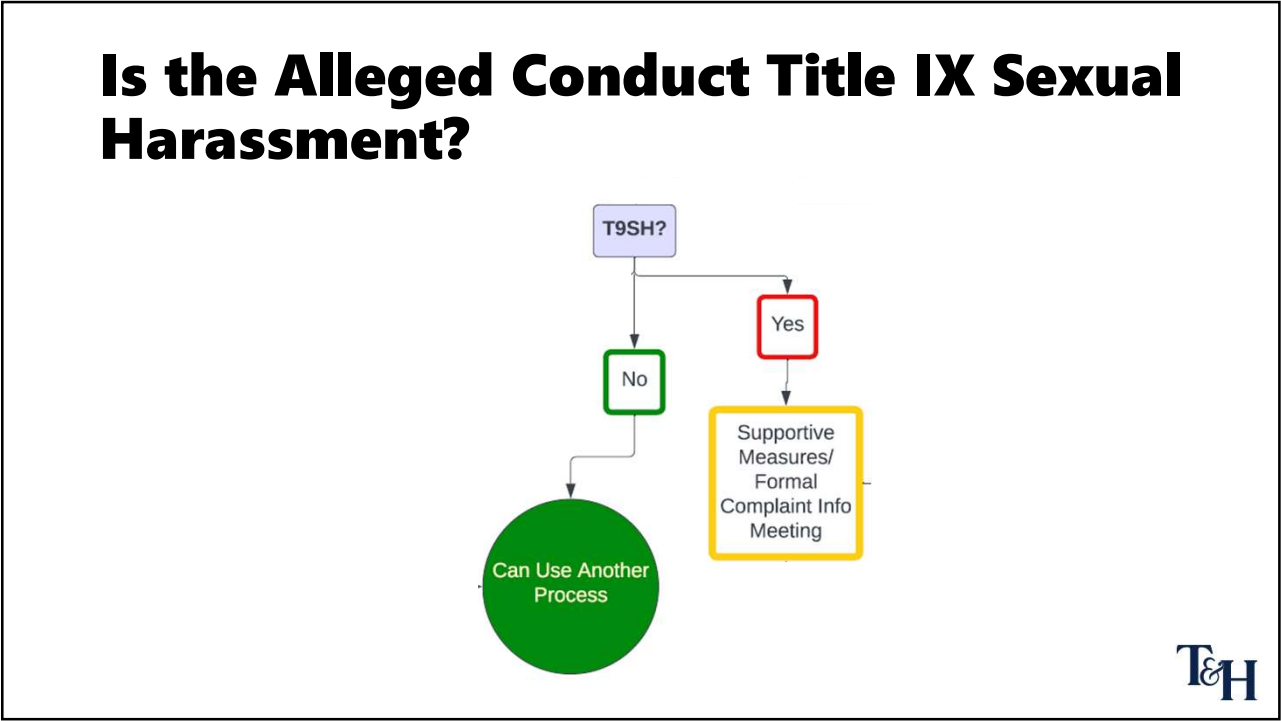 Is the Alleged Conduct Title IX Sexual
Harassment?
T9SH?
Yes
No
Supportive
Measures/
Formal
Complaint Info
Meeting
Can Use Another
Process
T&H